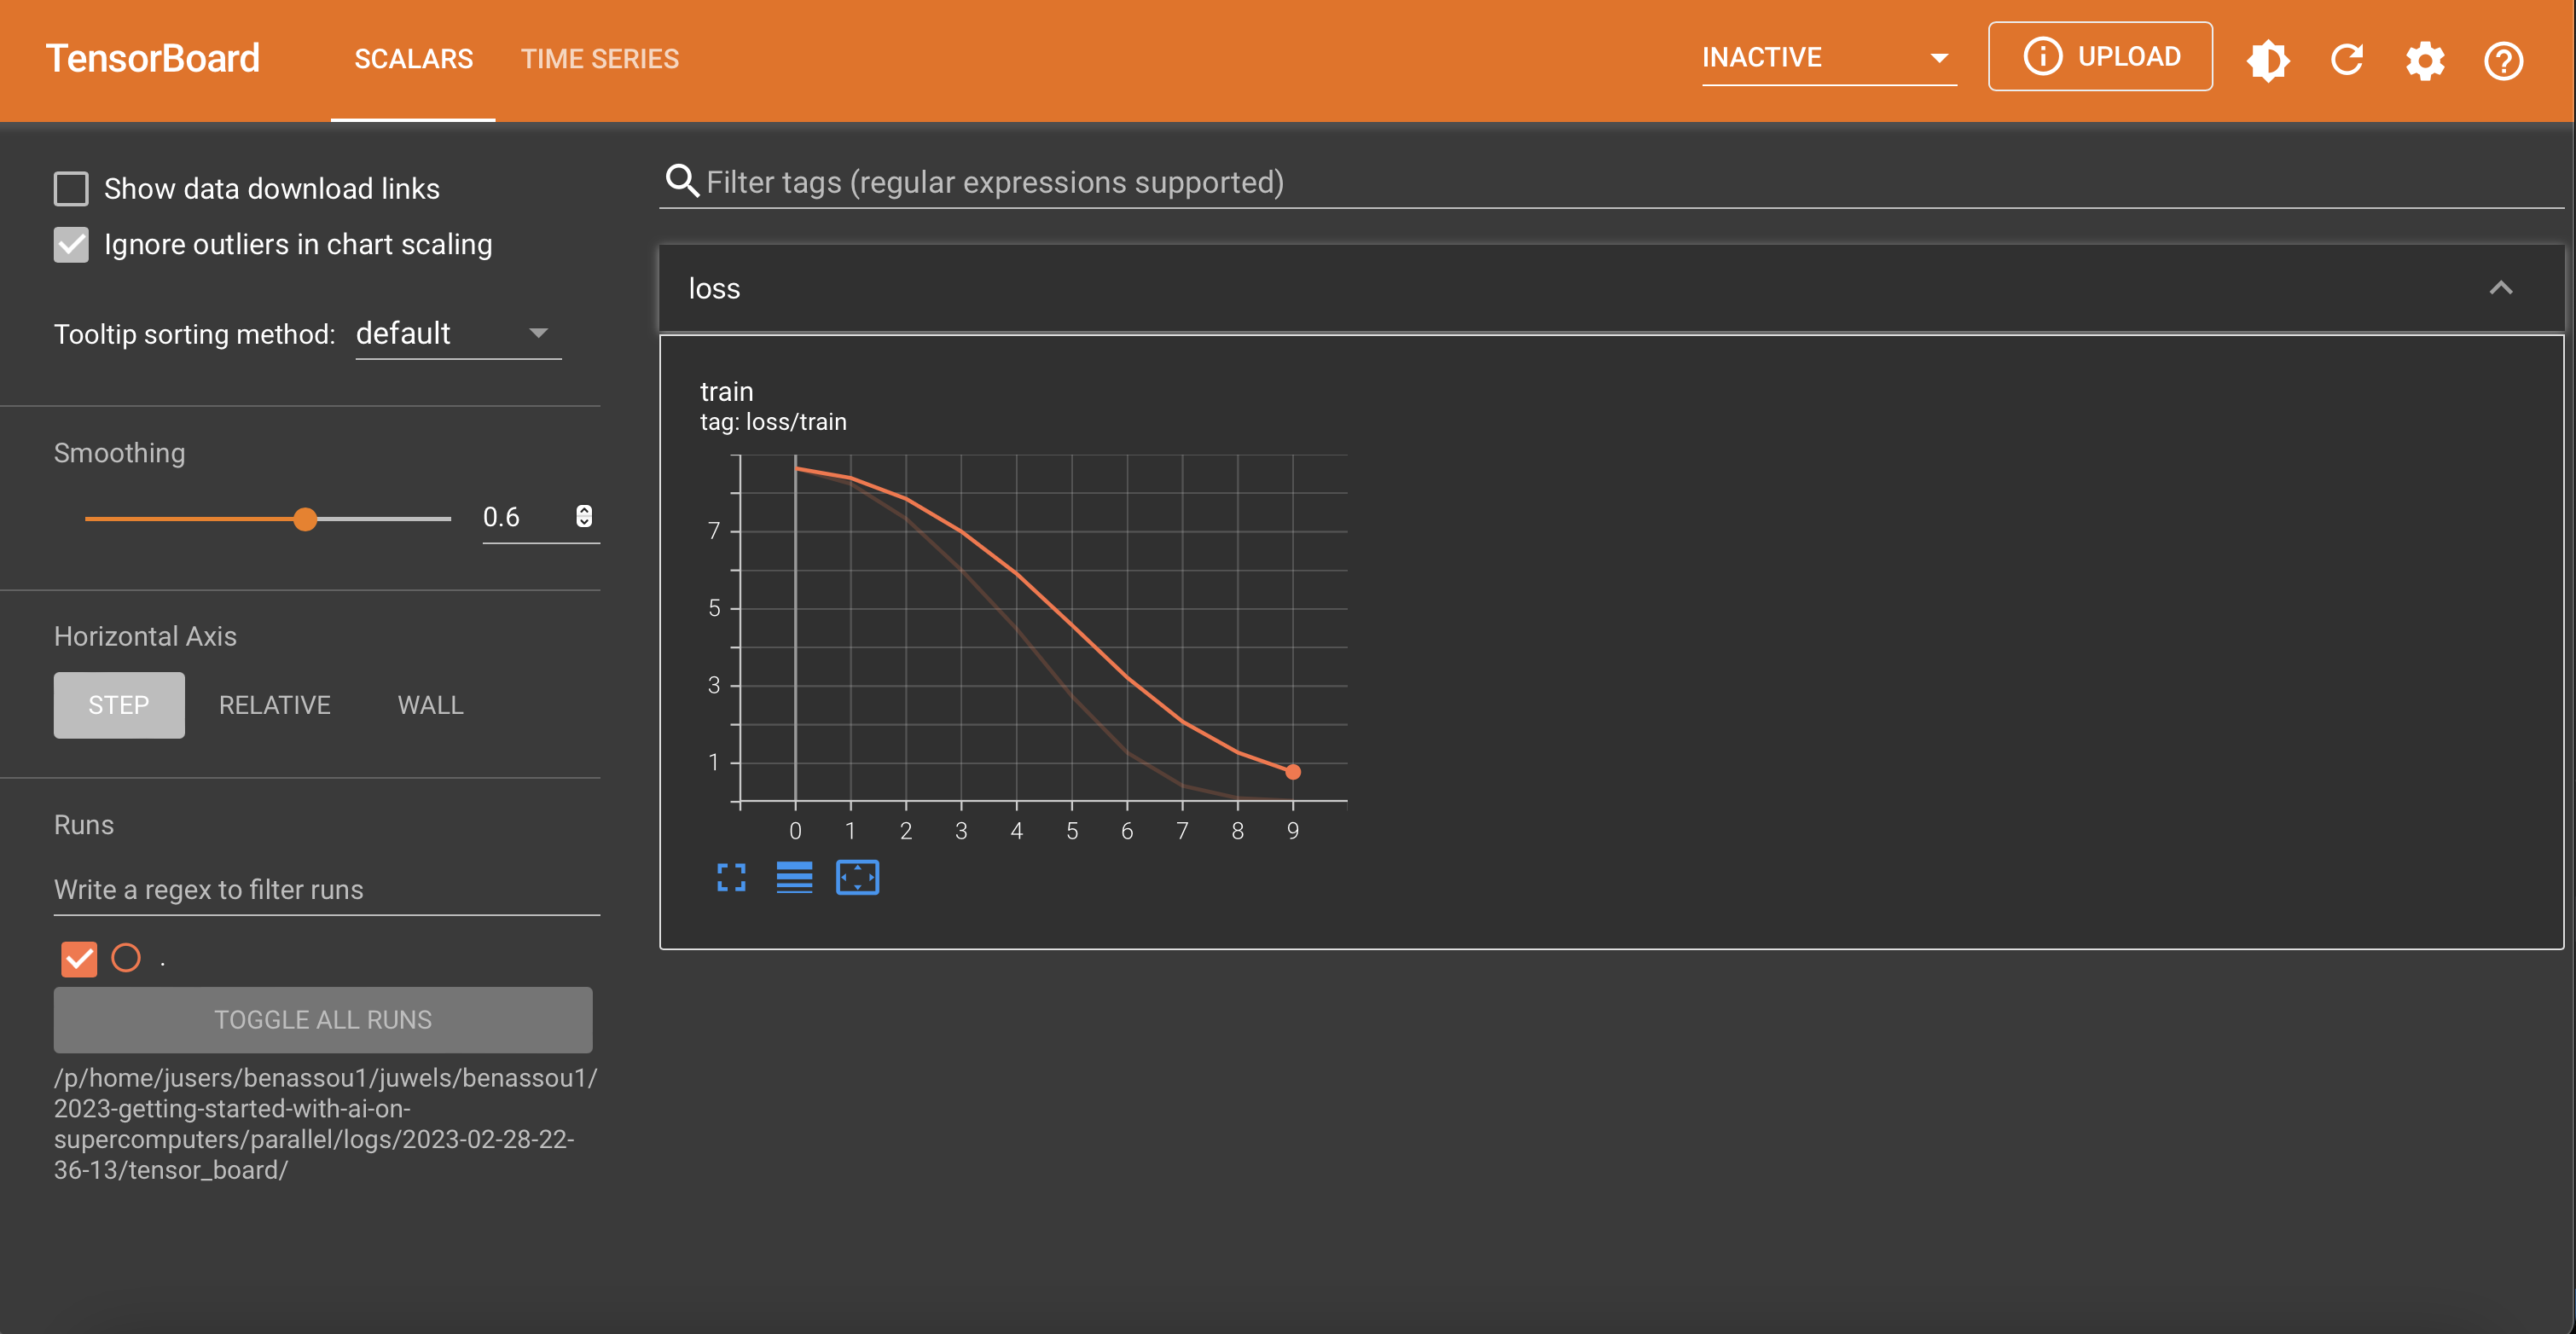 TensorBoard
SCALARS
TIME SERIES
INACTIVE
UPLOAD
Show data download links
Ignore outliers in chart scaling
Tooltip sorting method: default
Smoothing
0.6
Horizontal Axis
STEP
RELATIVE
WALL
Runs
Write a regex to filter runs
.
TOGGLE ALL RUNS
/p/home/jusers/benassou1/juwels/benassou1/
2023-getting-started-with-ai-on-
supercomputers/parallel/logs/2023-02-28-22-
36-13/tensor_board/
Filter tags (regular expressions supported)
loss
train
tag: loss/train
7
5
3
1
0 1 2 3 4 5 6 7 8 9